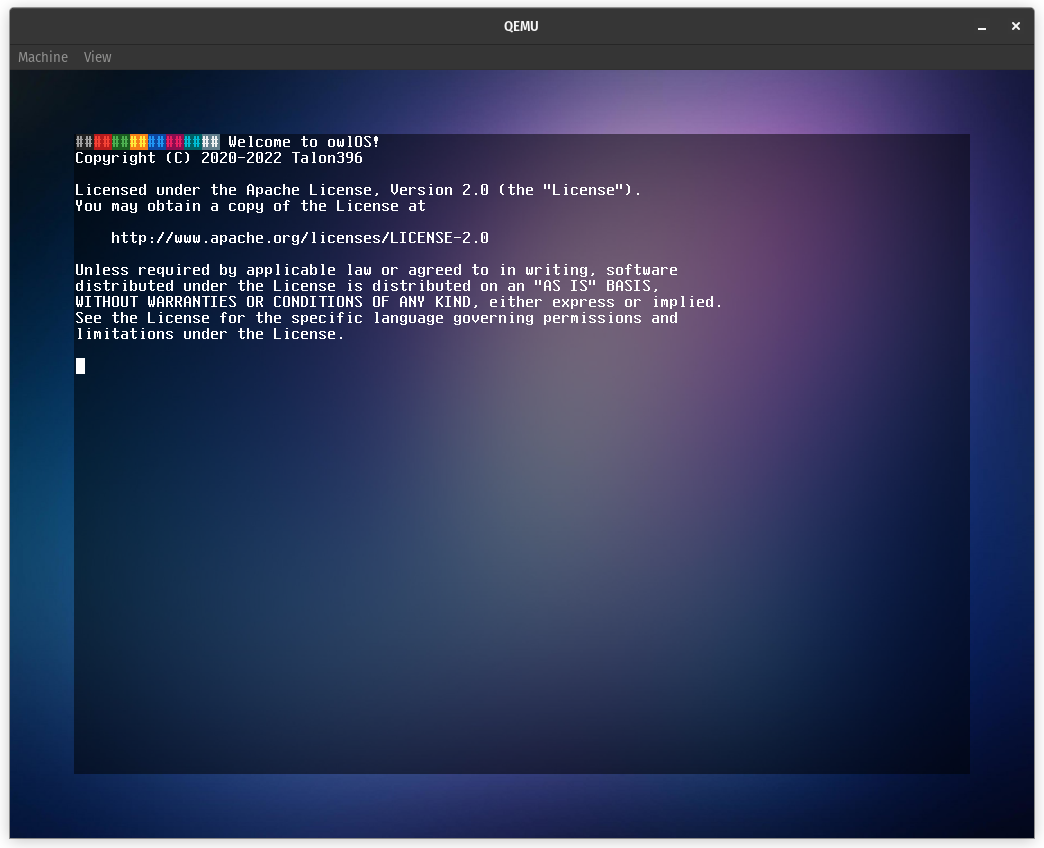 QEMU
Machine View
################ Welcome to owlOS!
Copyright (C) 2020-2022 Talon396
Licensed under the Apache License, Version 2.0 (the "License").
You may obtain a copy of the License at
http://www.apache.org/licenses/LICENSE-2.0
Unless required by applicable law or agreed to in writing, software
distributed under the License is distributed on an "AS IS" BASIS,
WITHOUT WARRANTIES OR CONDITIONS OF ANY KIND, either express or implied.
See the License for the specific language governing permissions and
limitations under the License.